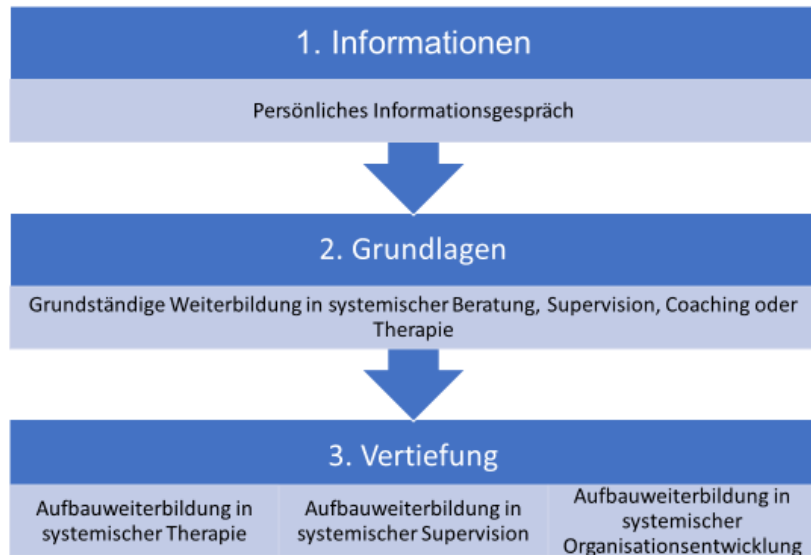 1. Informationen
Persönliches Informationsgespräch
2. Grundlagen
Grundständige Weiterbildung in systemischer Beratung, Supervision, Coaching oder
Therapie
3. Vertiefung
Aufbauweiterbildung in
systemischer Therapie
Aufbauweiterbildung in
systemischer Supervision
Aufbauweiterbildung in
systemischer
Organisationsentwicklung